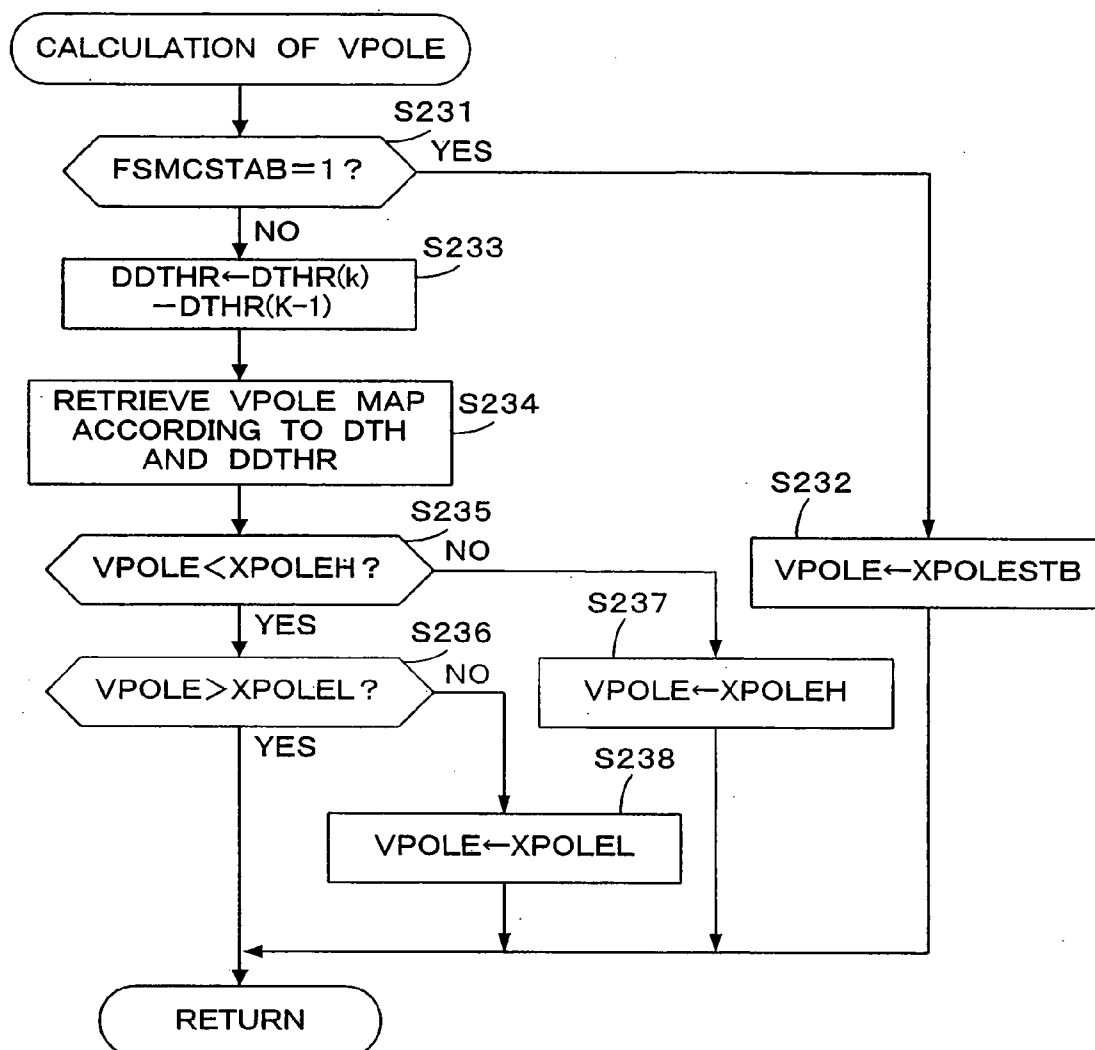 CALCULATION OF VPOLE
S231
FSMCSTAB=1?
YES
NO
S233
DDTHR←DTHR(k)
−DTHR(K-1)
RETRIEVE VPOLE MAP
ACCORDING TO DTH
AND DDTHR
S234
S235
VPOLE<XPOLEH?
NO
YES
S232
VPOLE←XPOLESTB
S236
VPOLE>XPOLEL?
NO
YES
S237
VPOLE←XPOLEH
S238
VPOLE←XPOLEL
RETURN